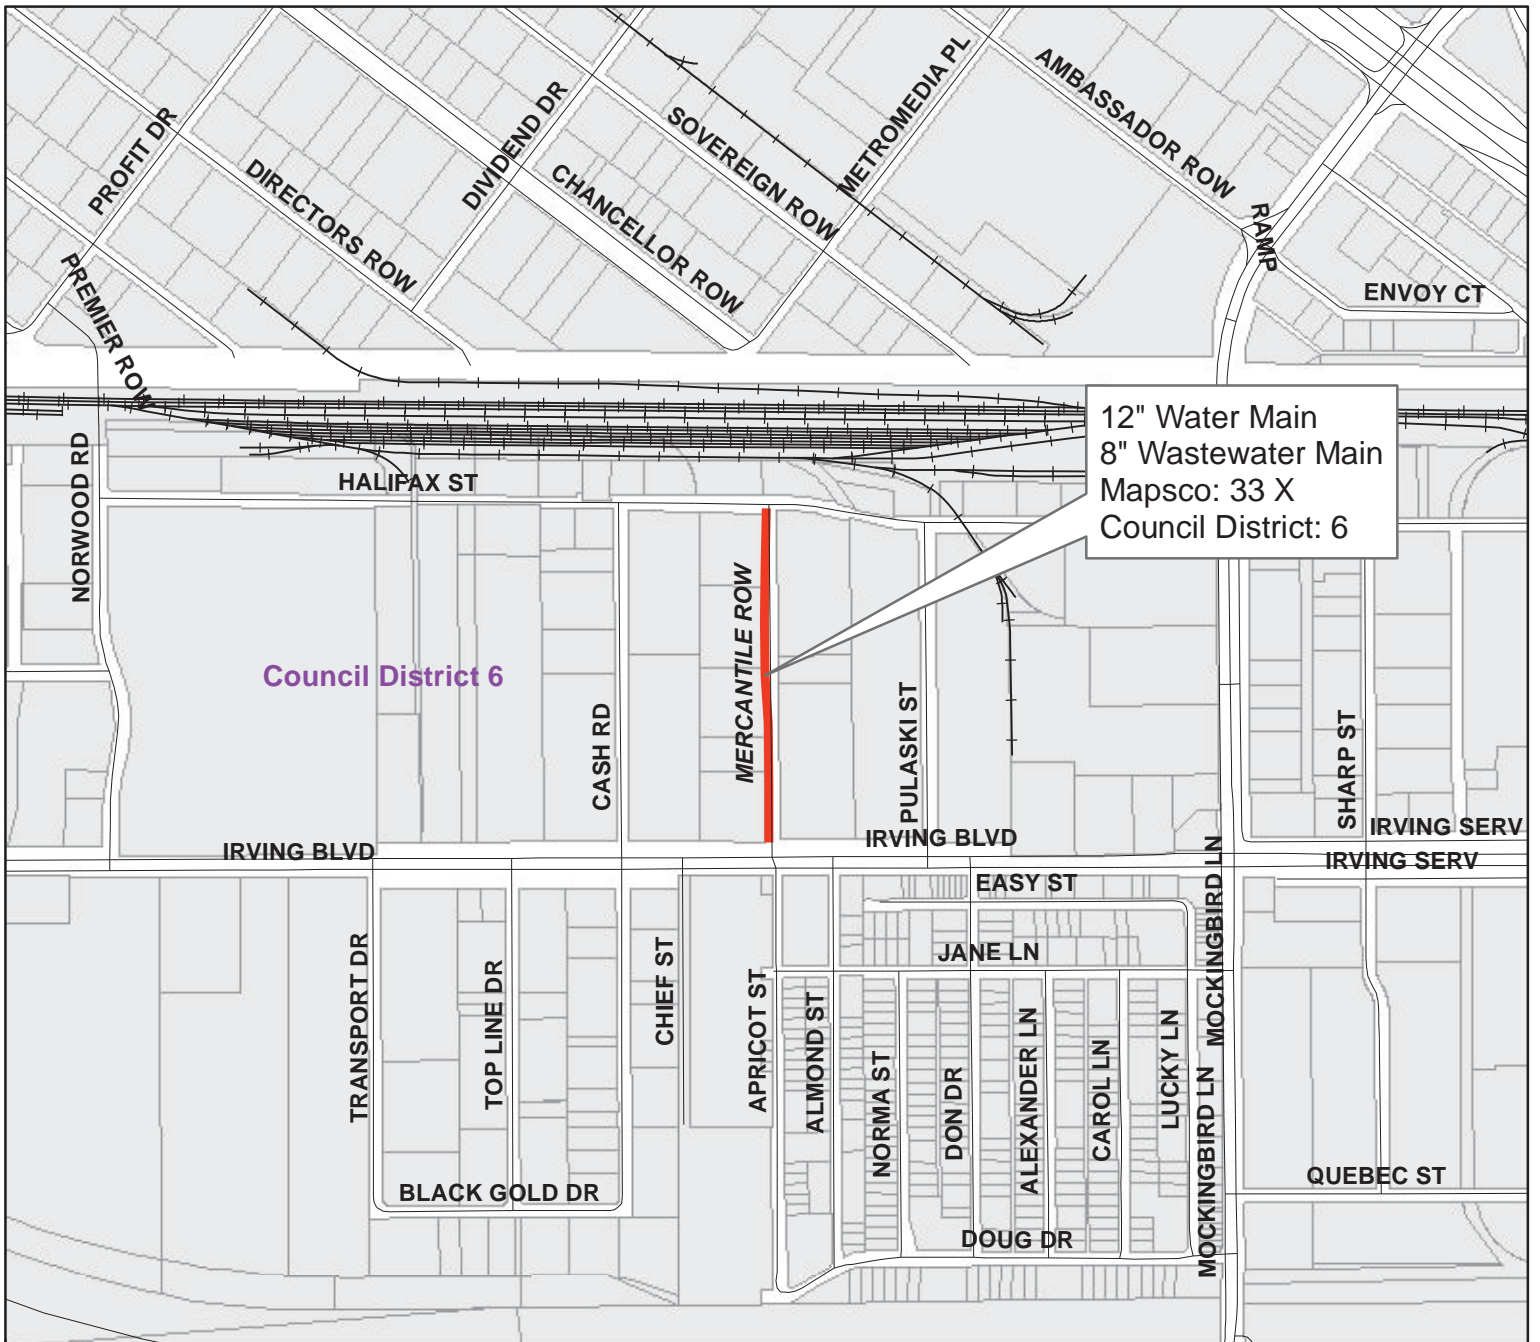 PROFIT DR
DIRECTORS ROW
DIVIDEND DR
CHANCELLOR ROW
SOVEREIGN ROW
METROMEDIA PL
AMBASSADOR ROW
RAMP
ENVOY CT
PREMIER ROW
12" Water Main
8" Wastewater Main
Mapsco: 33 X
Council District: 6
NORWOOD RD
HALIFAX ST
Council District 6
CASH RD
MERCANTILE ROW
PULASKI ST
SHARP ST
IRVING BLVD
IRVING BLVD
IRVING SERV
IRVING SERV
EASY ST
MOCKINGBIRD LN
JANE LN
TRANSPORT DR
TOP LINE DR
CHIEF ST
APRICOT ST
ALMOND ST
NORMA ST
DON DR
ALEXANDER LN
CAROL LN
LUCKY LN
MOCKINGBIRD LN
BLACK GOLD DR
DOUG DR
QUEBEC ST